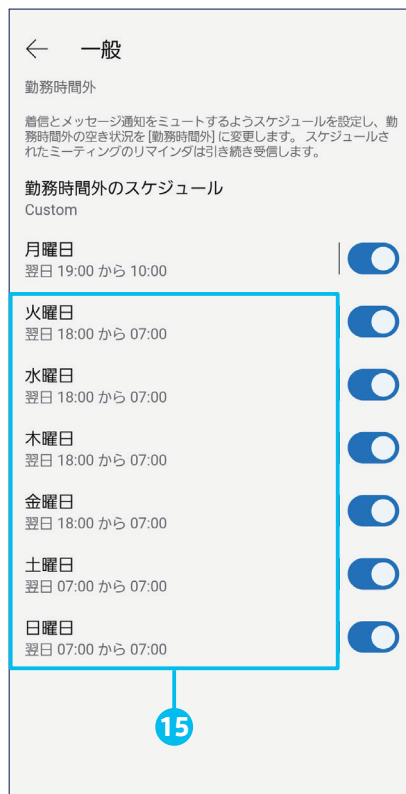 ← 一般
勤務時間外
着信とメッセージ通知をミュートするようスケジュールを設定し、勤
務時間外の空き状況を [勤務時間外] に変更します。 スケジュールさ
れたミーティングのリマインダは引き続き受信します。
勤務時間外のスケジュール
Custom
月曜日
翌日 19:00 から 10:00
火曜日
翌日 18:00 から 07:00
水曜日
翌日 18:00 から 07:00
木曜日
翌日 18:00 から 07:00
金曜日
翌日 18:00 から 07:00
土曜日
翌日 07:00 から 07:00
日曜日
翌日 07:00 から 07:00
15